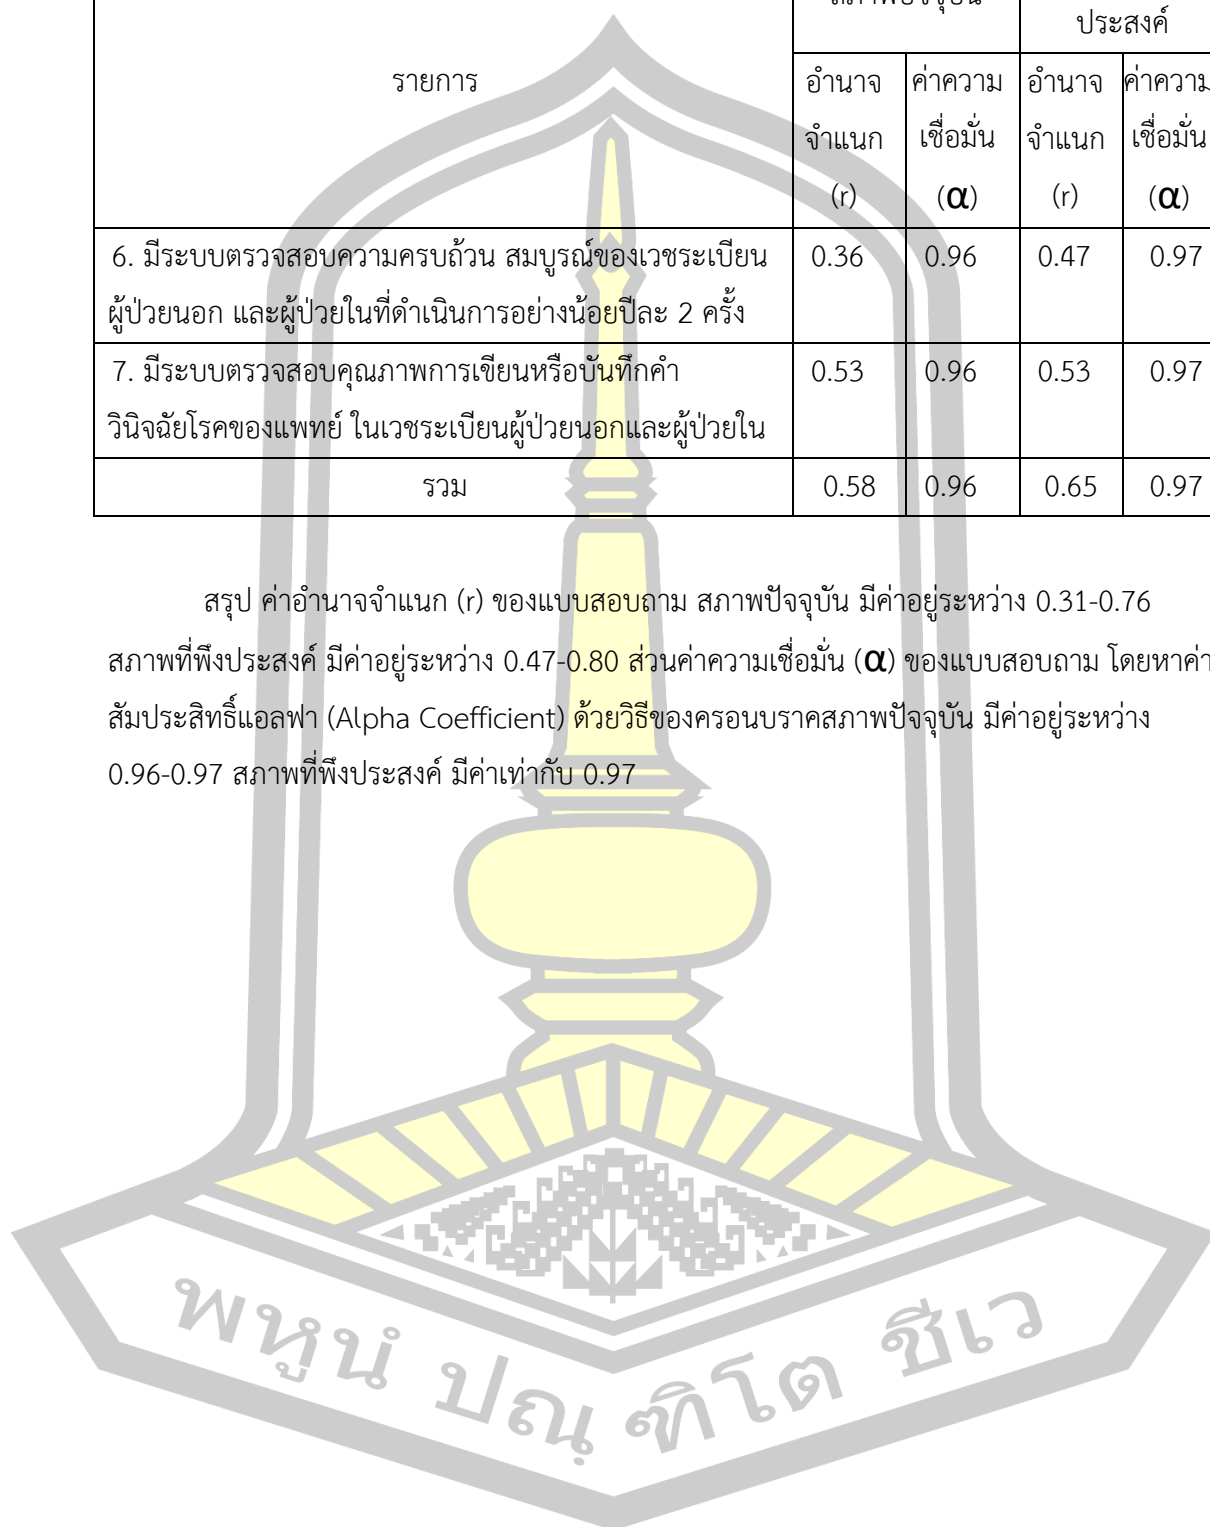 ประสงค์
รายการ
อำนาจ
จำแนก
(r)
ค่าความ
เชื่อมั่น
(α)
อำนาจ
จำแนก
(r)
ค่าความ
เชื่อมั่น
(α)
6. มีระบบตรวจสอบความครบถ้วน สมบูรณ์ของเวชระเบียน 0.36 0.96 0.47 0.97
ผู้ป่วยนอก และผู้ป่วยในที่ดำเนินการอย่างน้อยปีละ 2 ครั้ง
7. มีระบบตรวจสอบคุณภาพการเขียนหรือบันทึกคำ 0.53 0.96 0.53 0.97
วินิจฉัยโรคของแพทย์ ในเวชระเบียนผู้ป่วยนอกและผู้ป่วยใน
รวม 0.58 0.96 0.65 0.97
สรุป ค่าอำนาจจำแนก (r) ของแบบสอบถาม สภาพปัจจุบัน มีค่าอยู่ระหว่าง 0.31-0.76
สภาพที่พึงประสงค์ มีค่าอยู่ระหว่าง 0.47-0.80 ส่วนค่าความเชื่อมั่น (α) ของแบบสอบถาม โดยหาค่า
สัมประสิทธิ์แอลฟา (Alpha Coefficient) ด้วยวิธีของครอนบราคสภาพปัจจุบัน มีค่าอยู่ระหว่าง
0.96-0.97 สภาพที่พึงประสงค์ มีค่าเท่ากับ 0.97
พหูนํ ปณฺฑิโต ชีเว